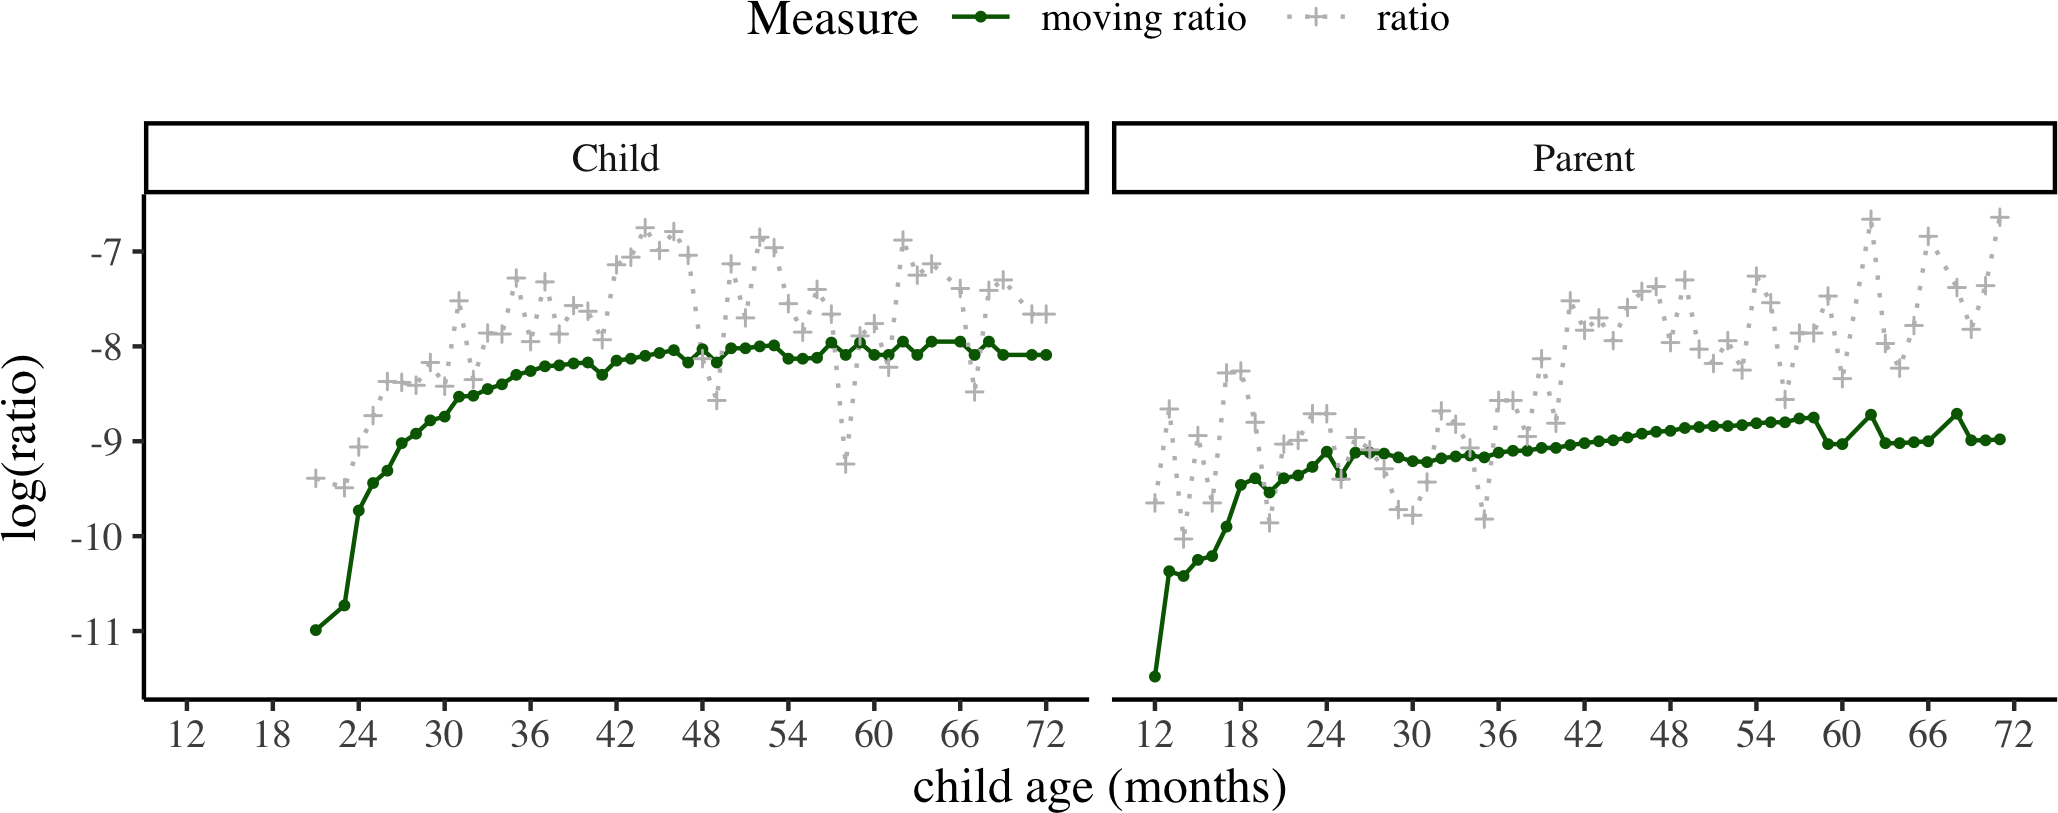 Measure moving ratio ratio
Child Parent
log(ratio)
-7
-8
-9
-10
-11
12 18 24 30 36 42 48 54 60 66 72 12 18 24 30 36 42 48 54 60 66 72
child age (months)